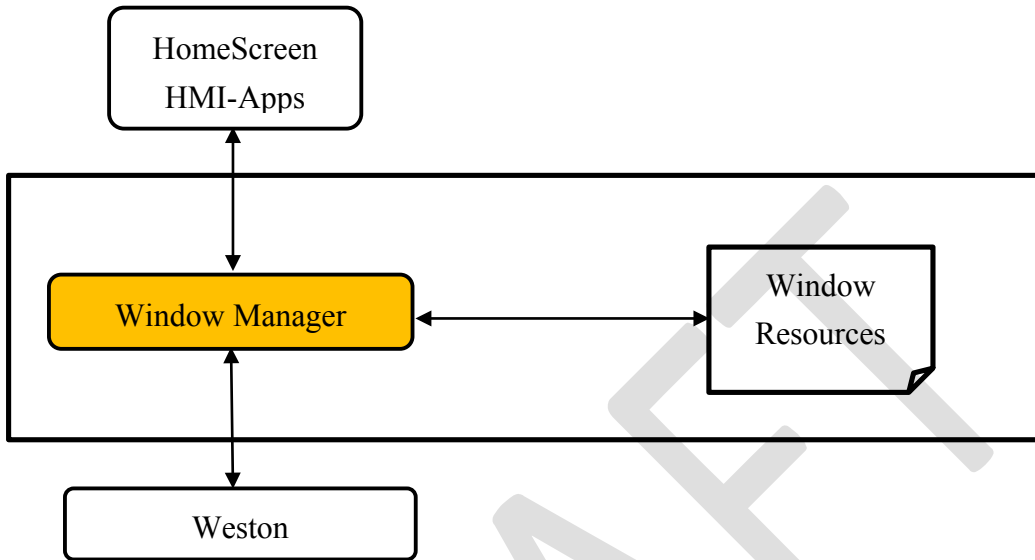 HomeScreen
HMI-Apps
Window Manager
Window
Resources
Weston